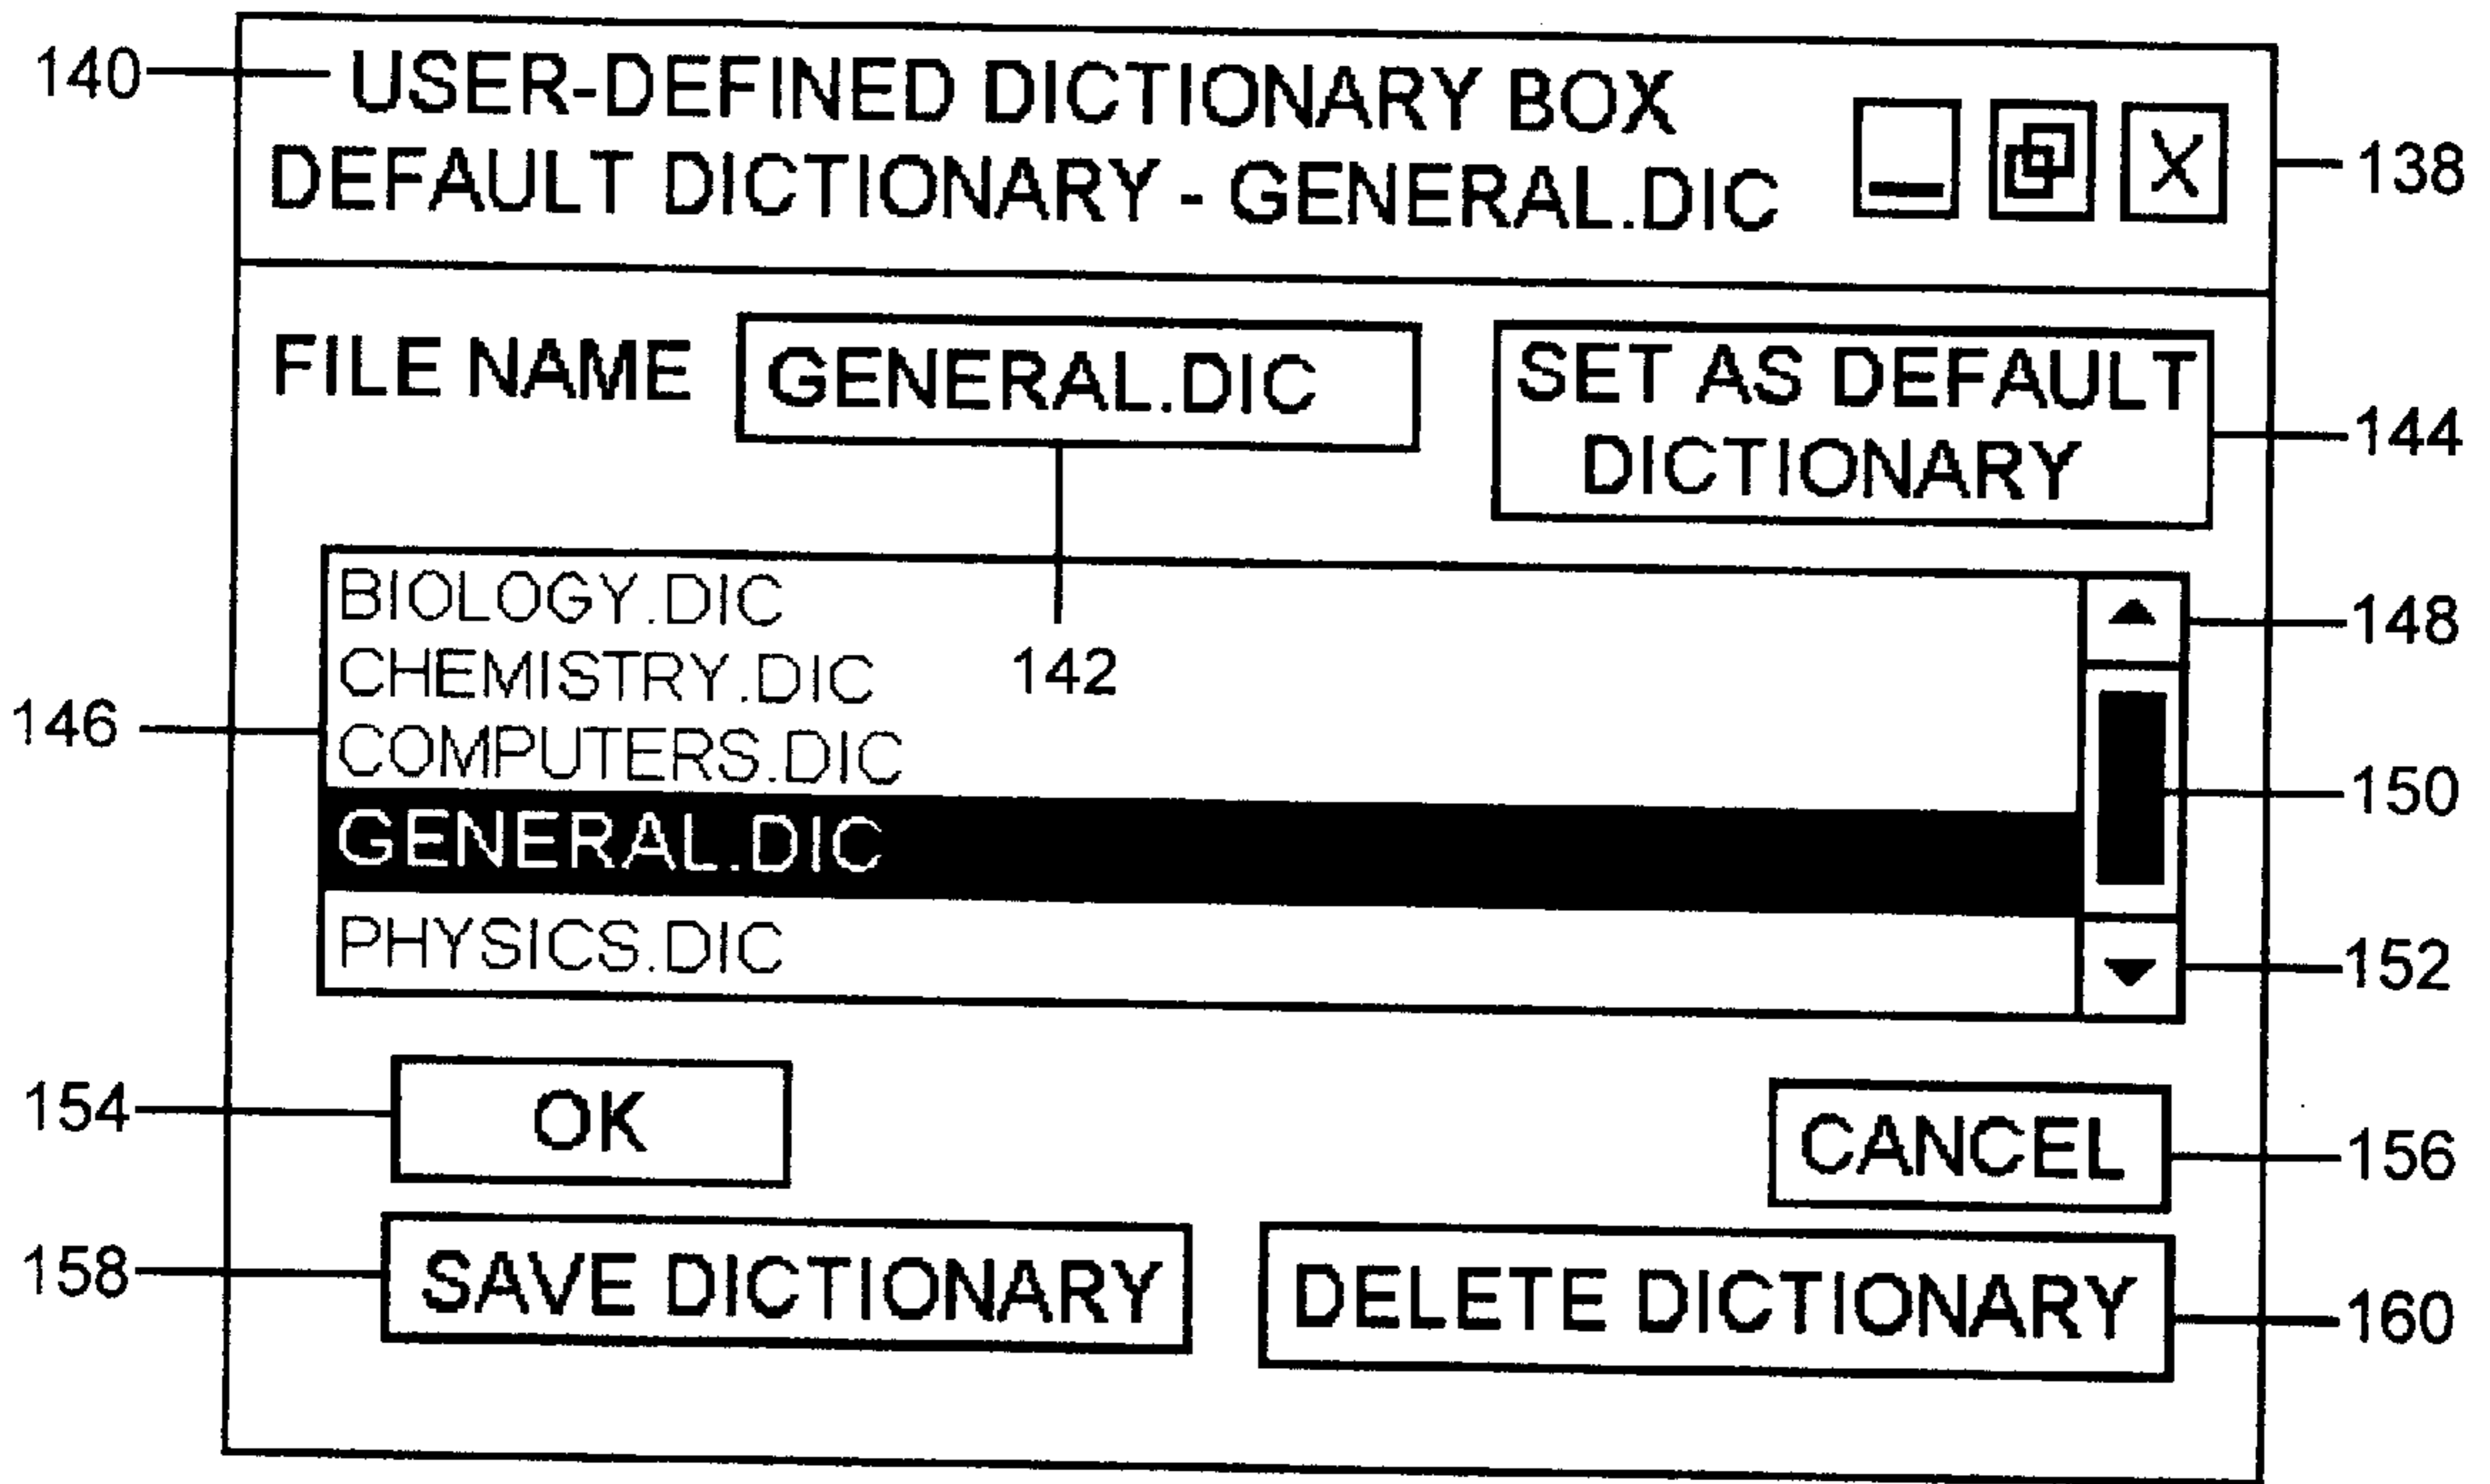 140 USER-DEFINED DICTIONARY BOX
DEFAULT DICTIONARY - GENERAL.DIC
X
138
FILE NAME GENERAL.DIC
SET AS DEFAULT
DICTIONARY
144
BIOLOGY.DIC
148
CHEMISTRY.DIC
142
146
COMPUTERS.DIC
150
GENERAL.DIC
PHYSICS.DIC
152
154 OK
CANCEL 156
158 SAVE DICTIONARY
DELETE DICTIONARY 160